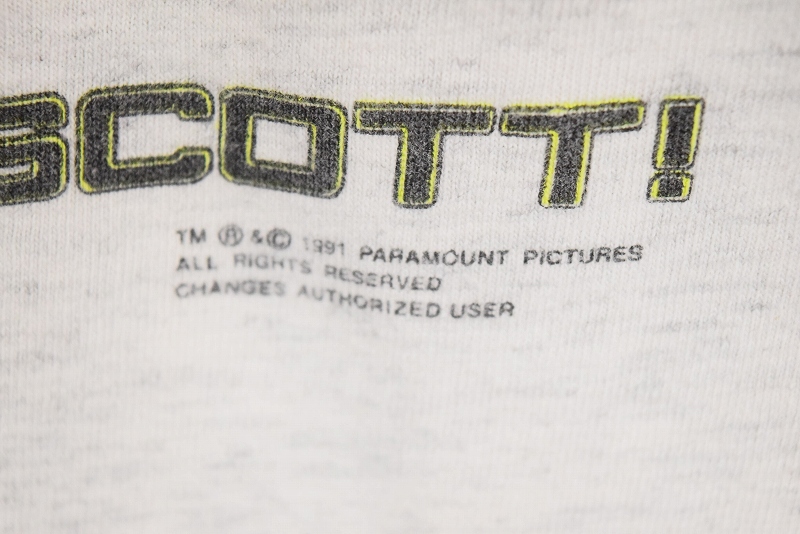 SCOTT!
TM ® & © 1991 PARAMOUNT PICTURES
ALL RIGHTS RESERVED
CHANGES AUTHORIZED USER